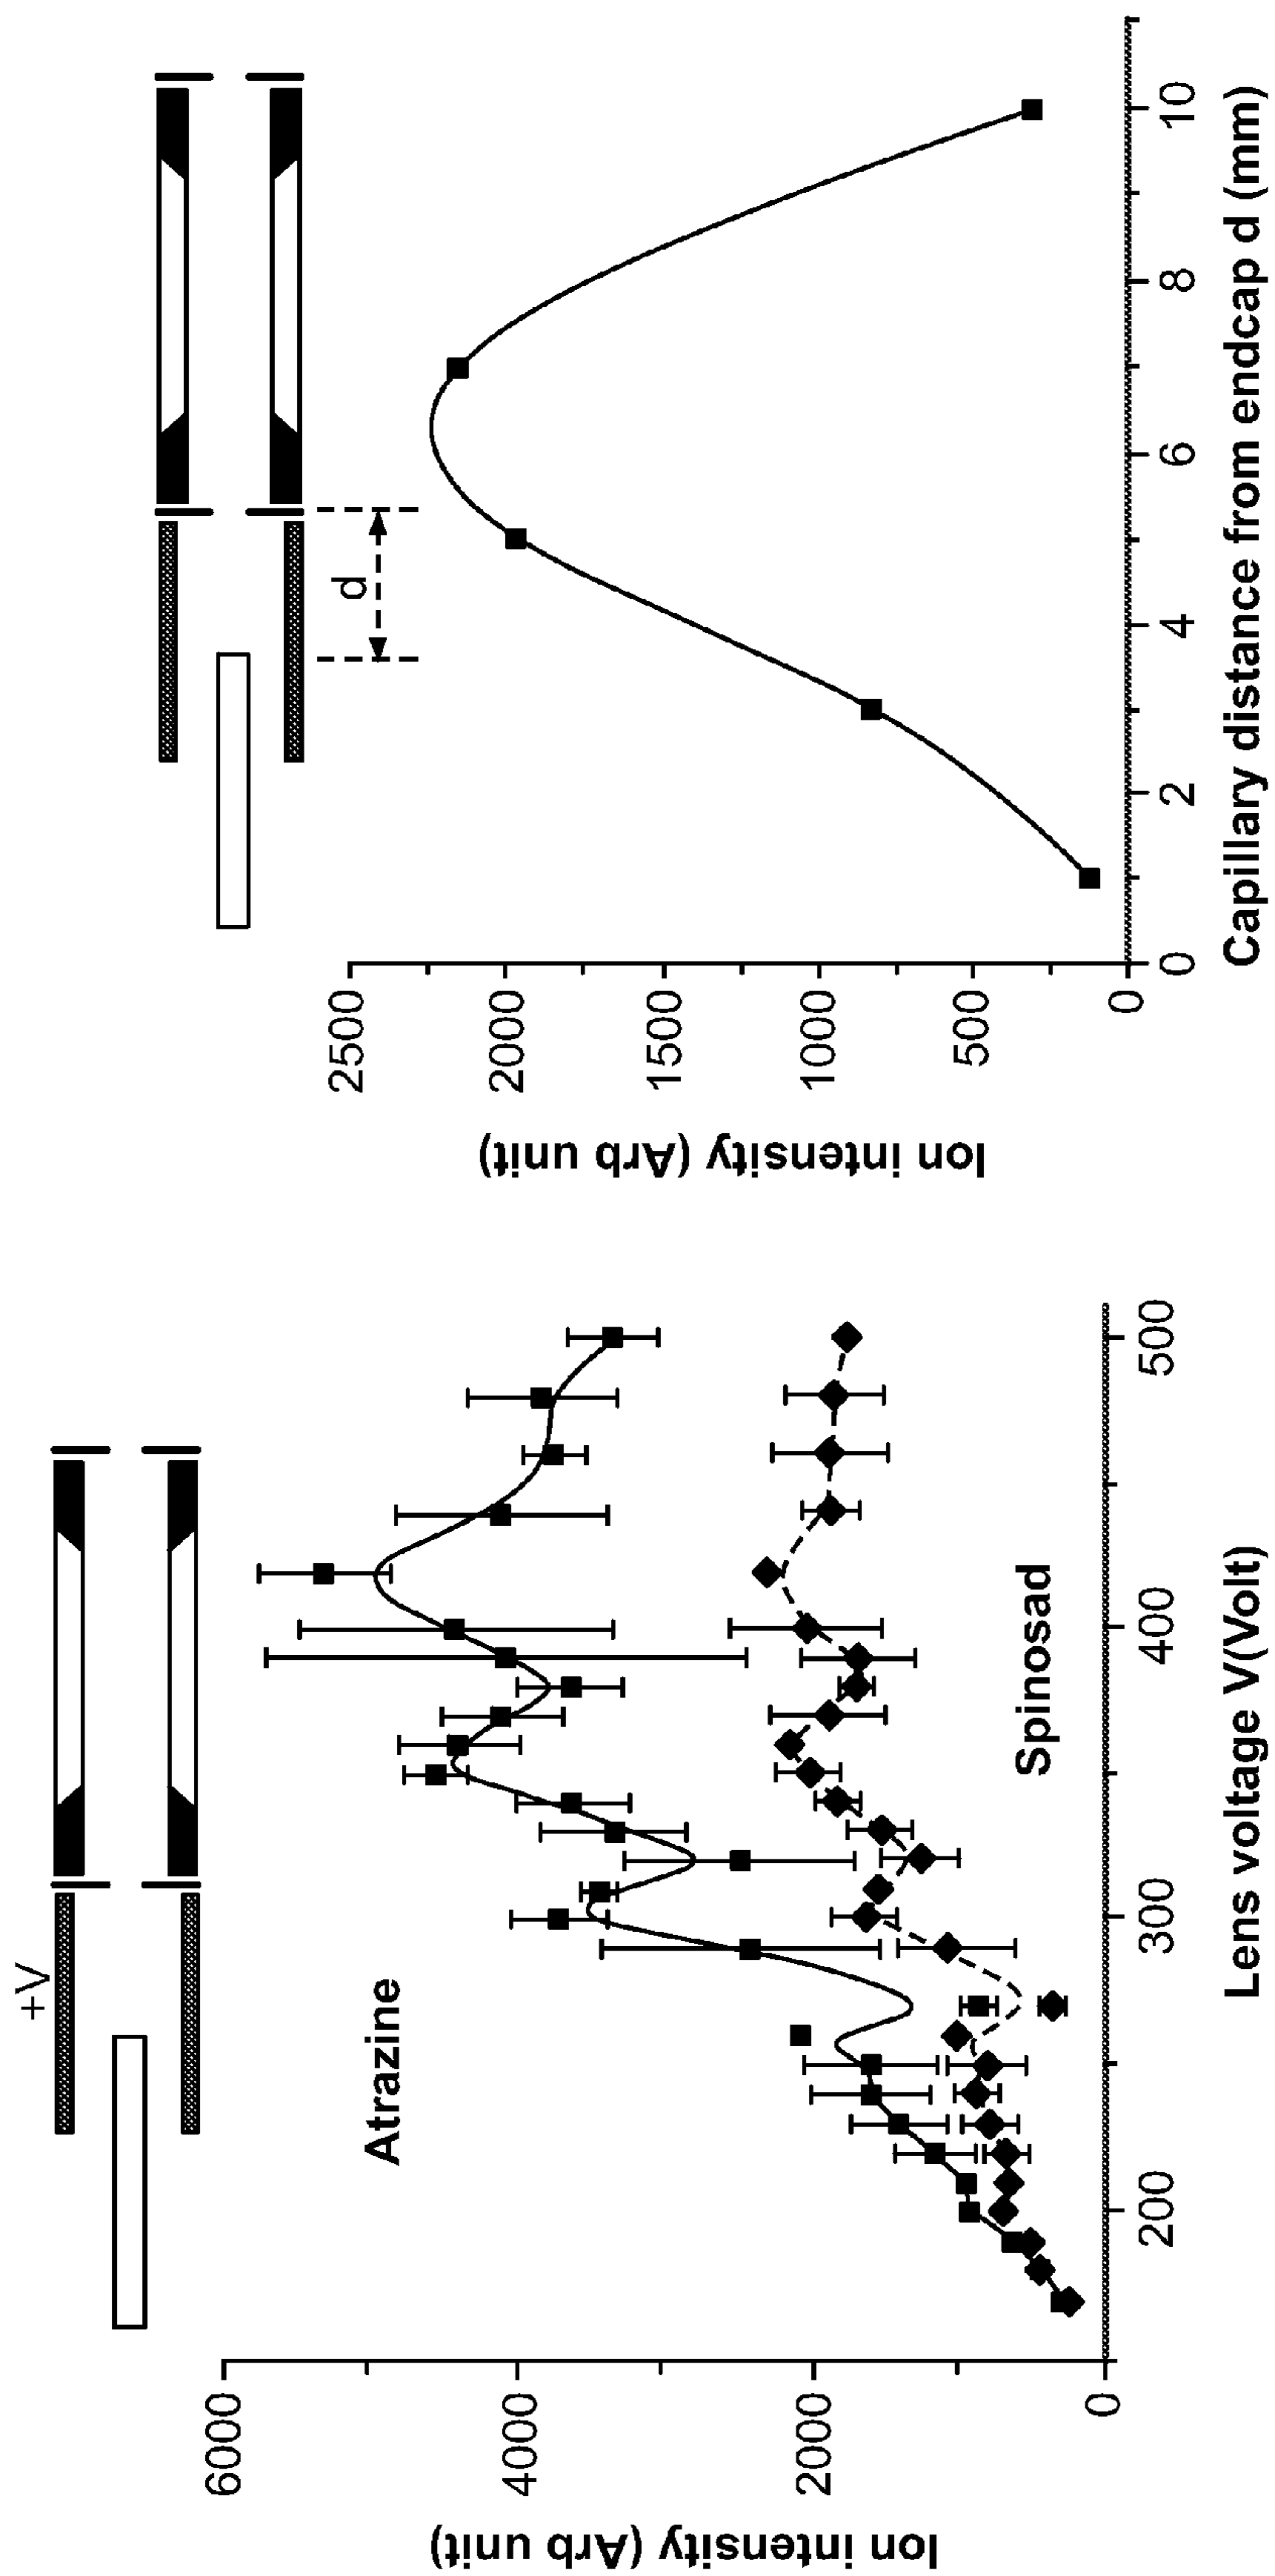 +V
Atrazine
Spinosad
6000
4000
2000
0
Ion intensity (Arb unit)
200
300
400
500
Lens voltage V(Volt)
d
2500
2000
1500
1000
500
0
Ion intensity (Arb unit)
0
2
4
6
8
10
Capillary distance from endcap d (mm)